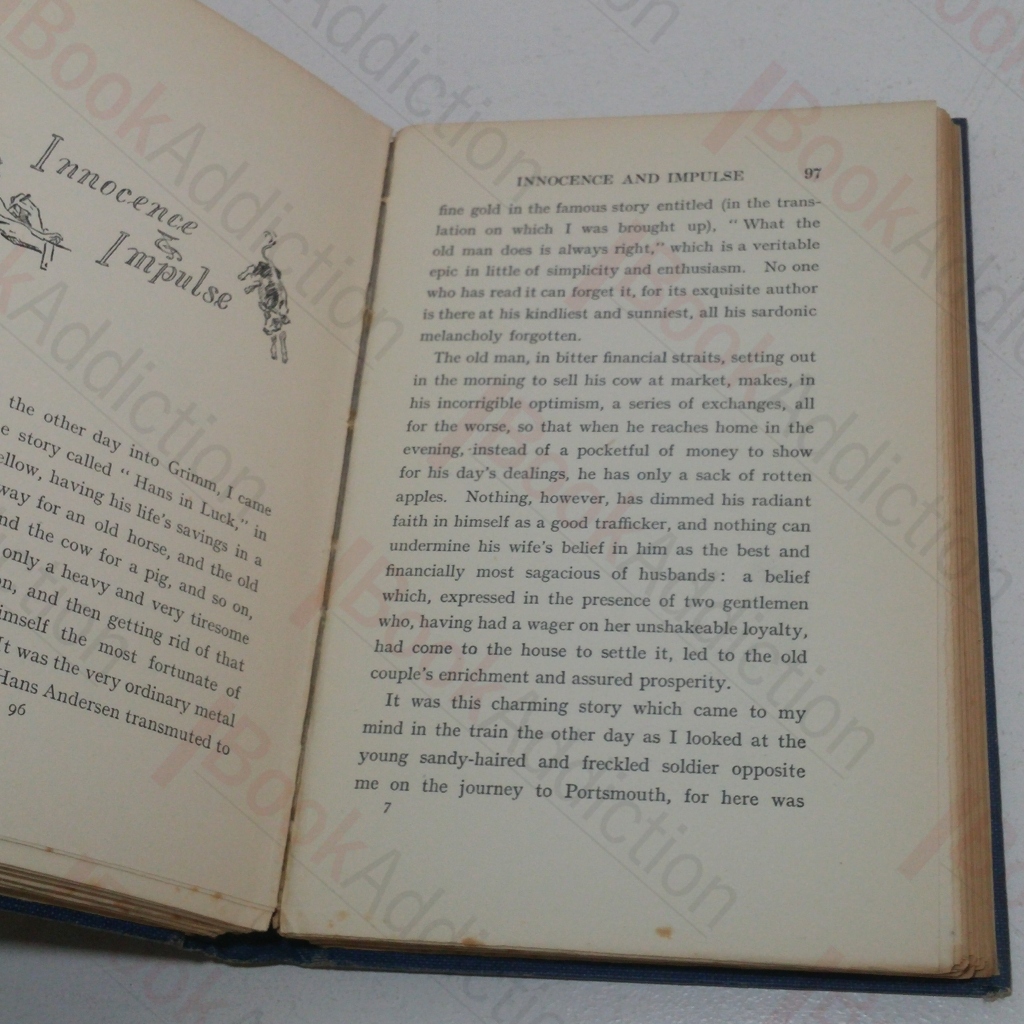 Innocence
&
Impulse
the other day into Grimm, I came
e story called "Hans in Luck," in
ellow, having his life's savings in a
way for an old horse, and the old
nd the cow for a pig, and so on,
only a heavy and very tiresome
on, and then getting rid of that
imself the most fortunate of
It was the very ordinary metal
Hans Andersen transmuted to
96
INNOCENCE AND IMPULSE 97
fine gold in the famous story entitled (in the trans-
lation on which I was brought up), "What the
old man does is always right," which is a veritable
epic in little of simplicity and enthusiasm. No one
who has read it can forget it, for its exquisite author
is there at his kindliest and sunniest, all his sardonic
melancholy forgotten.
The old man, in bitter financial straits, setting out
in the morning to sell his cow at market, makes, in
his incorrigible optimism, a series of exchanges, all
for the worse, so that when he reaches home in the
evening, instead of a pocketful of money to show
for his day's dealings, he has only a sack of rotten
apples. Nothing, however, has dimmed his radiant
faith in himself as a good trafficker, and nothing can
undermine his wife's belief in him as the best and
financially most sagacious of husbands: a belief
which, expressed in the presence of two gentlemen
who, having had a wager on her unshakeable loyalty,
had come to the house to settle it, led to the old
couple's enrichment and assured prosperity.
It was this charming story which came to my
mind in the train the other day as I looked at the
young sandy-haired and freckled soldier opposite
me on the journey to Portsmouth, for here was
7
BookAddiction